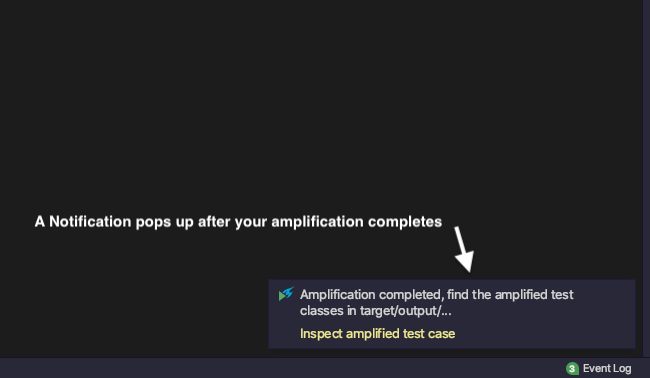 A Notification pops up after your amplification completes
Amplification completed, find the amplified test
classes in target/output/...
Inspect amplified test case
3 Event Log